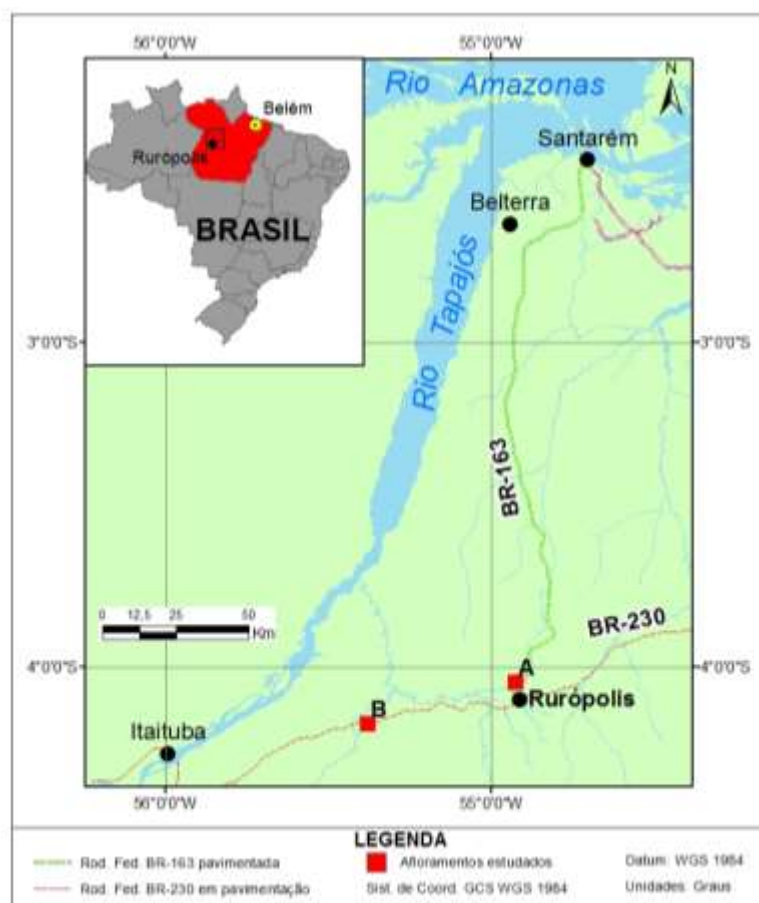 56°0'0"W 55°0'0"W
Rio Amazonas
N
Belém
Rurópolis
BRASIL
Santarém
Belterra
Rio Tapajós
3°0'0"S 3°0'0"S
BR-163
0 12,5 25 50
Km
BR-230
4°0'0"S 4°0'0"S
A
Rurópolis
B
Itaituba
56°0'0"W 55°0'0"W
LEGENDA
Rod. Fed. BR-163 pavimentada
Afloramentos estudados
Datum: WGS 1984
Rod. Fed. BR-230 em pavimentação
Sist. de Coord. GCS WGS 1984
Unidades: Graus